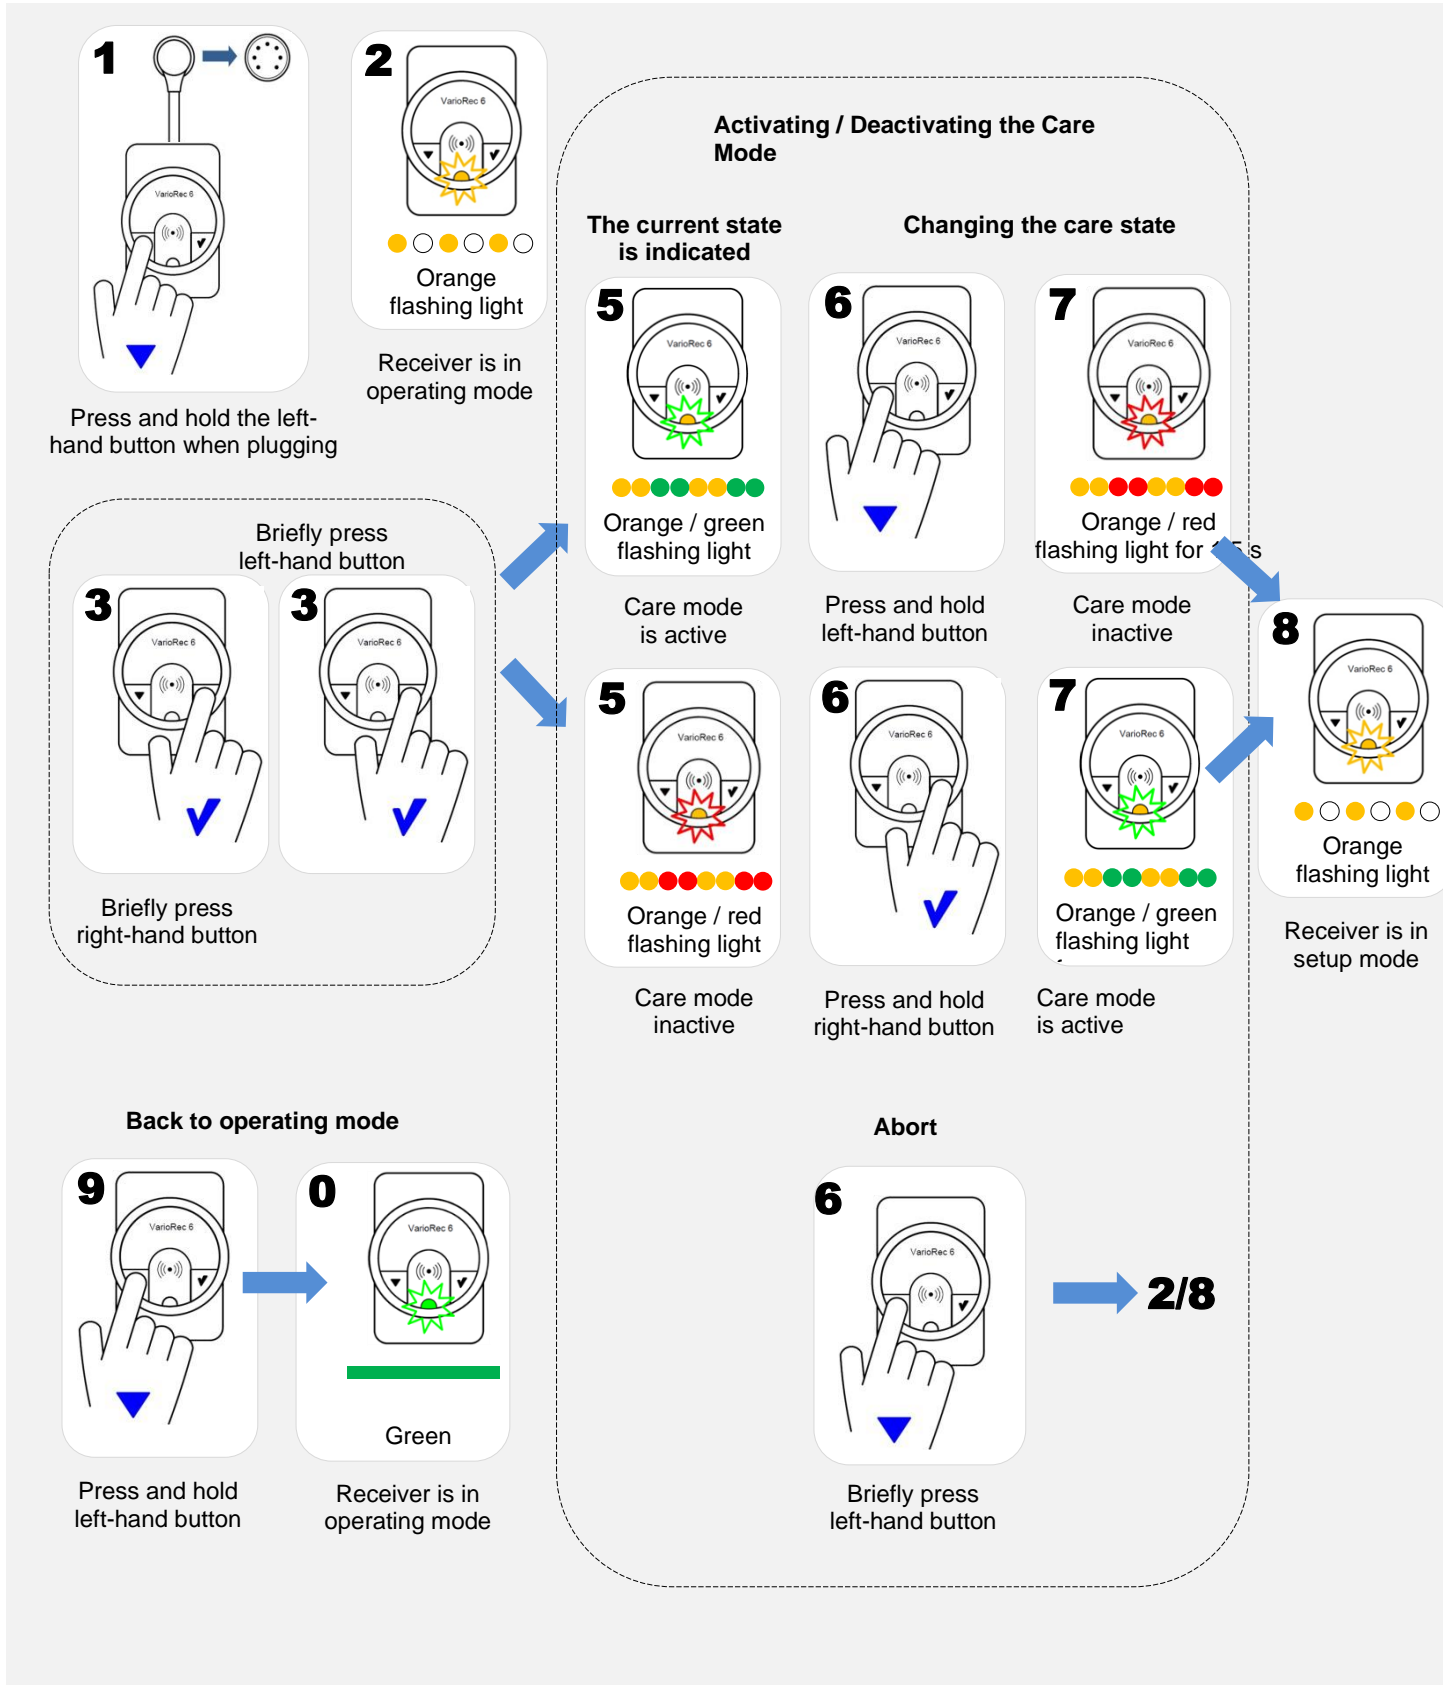 1
VarioRec 6
Press and hold the left-
hand button when plugging
2
VarioRec 6
Orange
flashing light
Receiver is in
operating mode
Briefly press
left-hand button
3
VarioRec 6
3
VarioRec 6
Briefly press
right-hand button
Activating / Deactivating the Care
Mode
The current state
is indicated
Changing the care state
5
VarioRec 6
Orange / green
flashing light
Care mode
is active
6
VarioRec 6
Press and hold
left-hand button
7
VarioRec 6
Orange / red
flashing light for s
Care mode
inactive
5
VarioRec 6
Orange / red
flashing light
Care mode
inactive
6
VarioRec 6
Press and hold
right-hand button
7
VarioRec 6
Orange / green
flashing light
Care mode
is active
8
VarioRec 6
Orange
flashing light
Receiver is in
setup mode
Back to operating mode
9
VarioRec 6
Press and hold
left-hand button
0
VarioRec 6
Green
Receiver is in
operating mode
Abort
6
VarioRec 6
2/8
Briefly press
left-hand button